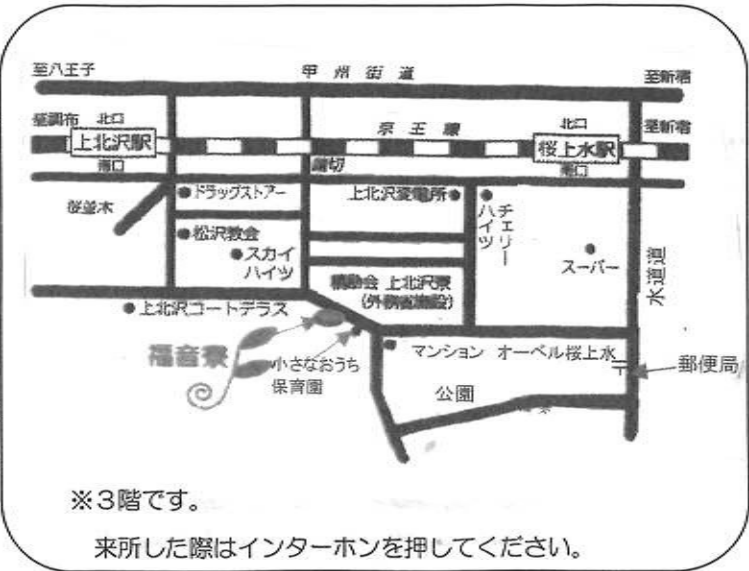 至八王子
甲州街道
至新宿
至調布
北口
上北沢駅
南口
京王線
北口
桜上水駅
南口
至新宿
踏切
桜並木
ドラッグストアー
松沢教会
スカイ
ハイツ
上北沢変電所
チェリー
ハイツ
スーパー
水道道
積励会 上北沢寮
(外務省施設)
上北沢コートテラス
福音寮
小さなおうち
保育園
マンション オーベル桜上水
〒
郵便局
公園
※3階です。
来所した際はインターホンを押してください。